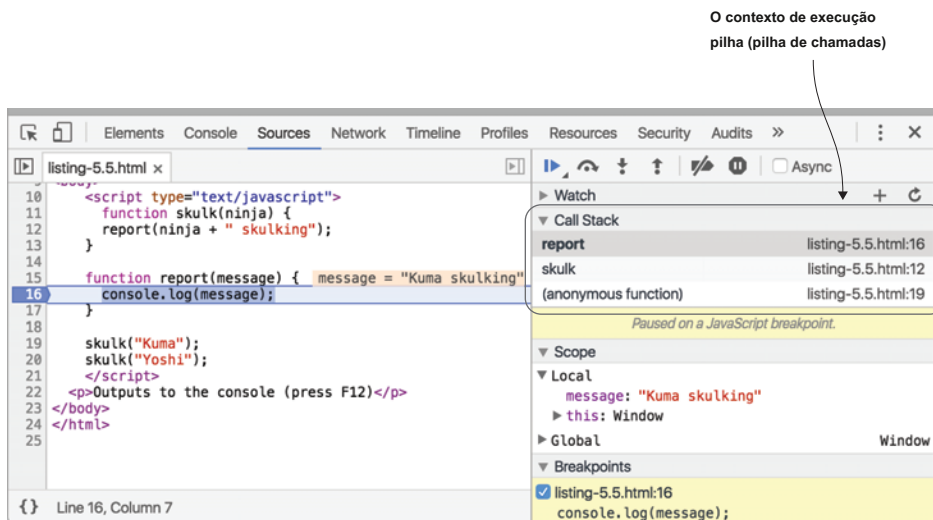 O contexto de execução
pilha (pilha de chamadas)
Elements Console Sources Network Timeline Profiles Resources Security Audits »
listing-5.5.html × Async
▶ Watch
▼ Call Stack
report listing-5.5.html:16
skulk listing-5.5.html:12
(anonymous function) listing-5.5.html:19
Paused on a JavaScript breakpoint.
▼ Scope
▼ Local
message: "Kuma skulking"
▶ this: Window
▶ Global Window
▼ Breakpoints
listing-5.5.html:16
console.log(message);
9 <body>
10 <script type="text/javascript">
11 function skulk(ninja) {
12 report(ninja + " skulking");
13 }
14
15 function report(message) { message = "Kuma skulking"
16 console.log(message);
17 }
18
19 skulk("Kuma");
20 skulk("Yoshi");
21 </script>
22 <p>Outputs to the console (press F12)</p>
23 </body>
24 </html>
25
{} Line 16, Column 7